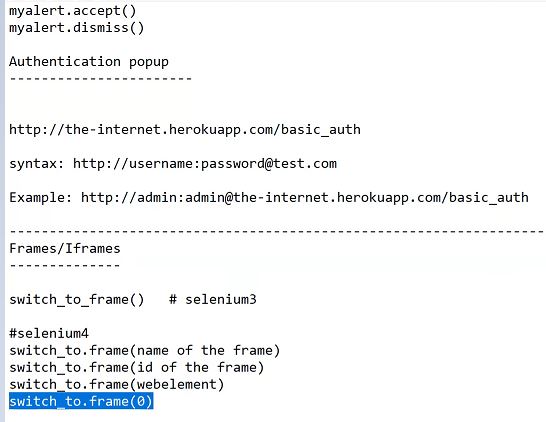 myalert.accept()
myalert.dismiss()
Authentication popup
-----------------------
http://the-internet.herokuapp.com/basic_auth
syntax: http://username:password@test.com
Example: http://admin:admin@the-internet.herokuapp.com/basic_auth
-------------------------------------------------------------------
Frames/Iframes
--------------
switch_to_frame()   # selenium3
#selenium4
switch_to.frame(name of the frame)
switch_to.frame(id of the frame)
switch_to.frame(webelement)
switch_to.frame(0)